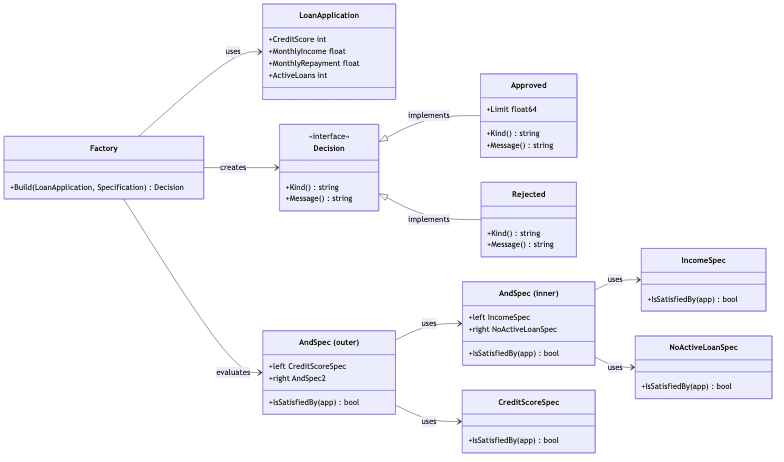 LoanApplication
+CreditScore int
+MonthlyIncome float
+MonthlyRepayment float
+ActiveLoans int
uses
Approved
+Limit float64
+Kind() : string
+Message() : string
implements
Factory
+Build(LoanApplication, Specification) : Decision
creates
«interface»
Decision
+Kind() : string
+Message() : string
Rejected
+Kind() : string
+Message() : string
implements
IncomeSpec
+IsSatisfiedBy(app) : bool
uses
AndSpec (inner)
+left IncomeSpec
+right NoActiveLoanSpec
+IsSatisfiedBy(app) : bool
uses
NoActiveLoanSpec
+IsSatisfiedBy(app) : bool
uses
AndSpec (outer)
+left CreditScoreSpec
+right AndSpec2
+IsSatisfiedBy(app) : bool
evaluates
uses
CreditScoreSpec
+IsSatisfiedBy(app) : bool